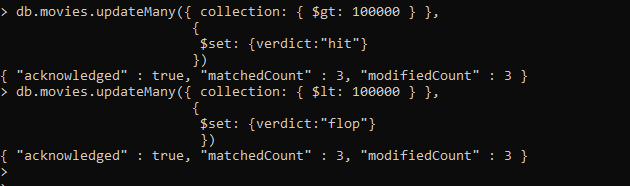 > db.movies.updateMany({ collection: { $gt: 100000 } },
{
$set: {verdict:"hit"}
})
{ "acknowledged" : true, "matchedCount" : 3, "modifiedCount" : 3 }
> db.movies.updateMany({ collection: { $lt: 100000 } },
{
$set: {verdict:"flop"}
})
{ "acknowledged" : true, "matchedCount" : 3, "modifiedCount" : 3 }
>